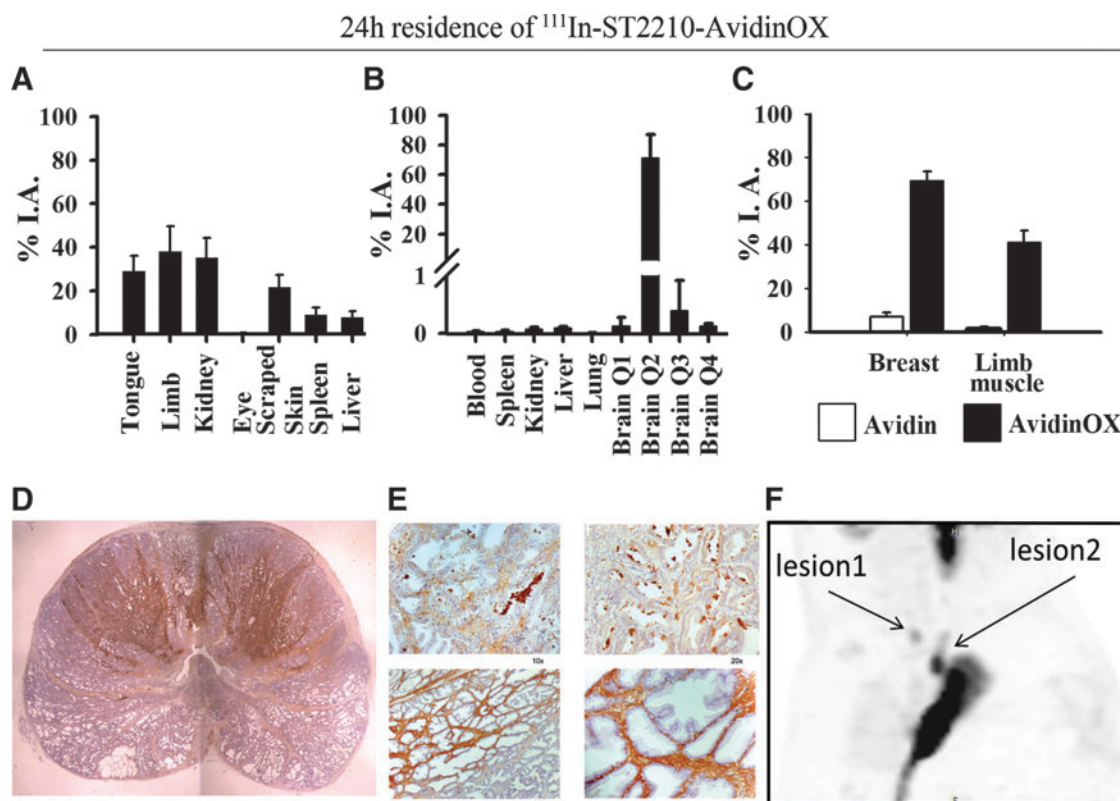 24h residence of ¹¹¹In-ST2210-AvidinOX
A
100
80
60
40
20
0
% I.A.
Tongue
Limb
Kidney
Eye
Scraped
Skin
Spleen
Liver
B
100
80
60
40
20
1
0
% I.A.
Blood
Spleen
Kidney
Liver
Lung
Brain Q1
Brain Q2
Brain Q3
Brain Q4
C
100
80
60
40
20
0
% I. A.
Breast
Limb
muscle
Avidin
AvidinOX
D
E
10x
20x
F
lesion1
lesion2